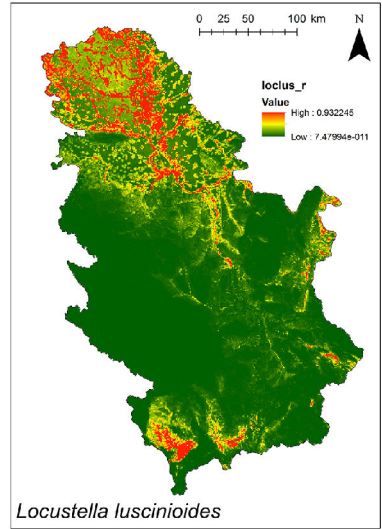 0 25 50 100 km
N
loclus_r
Value
High : 0.932245
Low : 7.47994e-011
Locustella luscinioides